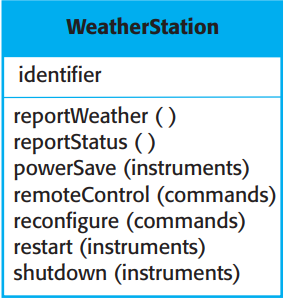 WeatherStation
identifier
reportWeather ( )
reportStatus ( )
powerSave (instruments)
remoteControl (commands)
reconfigure (commands)
restart (instruments)
shutdown (instruments)